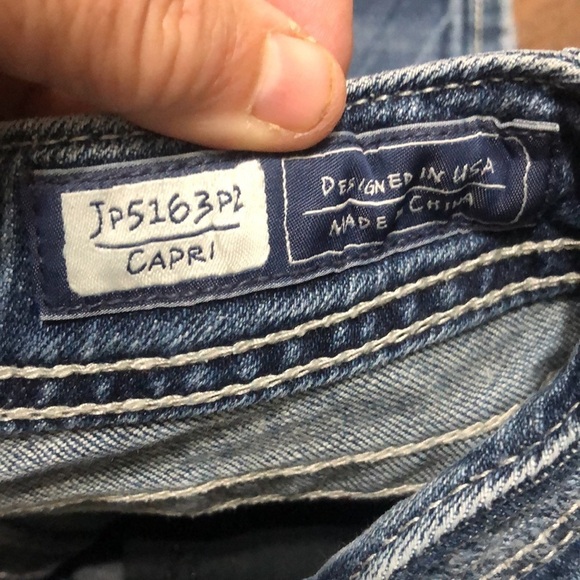 JP5163P2
CAPRI
DESIGNED IN USA
MADE IN CHINA